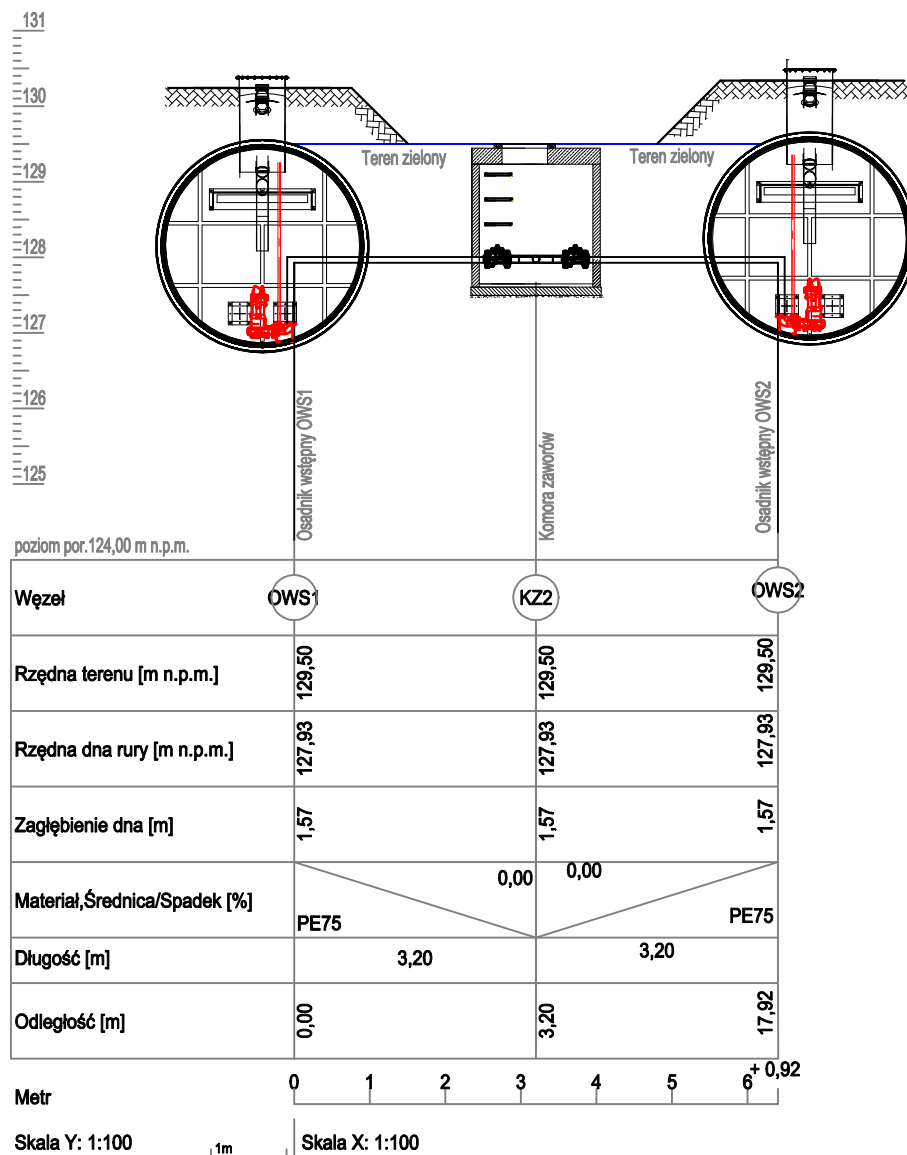 131
130
129
128
127
126
125
Teren zielony
Teren zielony
Osadnik wstępny OWS1
Komora zaworów
Osadnik wstępny OWS2
poziom por.124,00 m n.p.m.
Węzeł OWS1 KZ2 OWS2
Rzędna terenu [m n.p.m.] 129,50 129,50 129,50
Rzędna dna rury [m n.p.m.] 127,93 127,93 127,93
Zagłębienie dna [m] 1,57 1,57 1,57
Materiał,Średnica/Spadek [%] PE75 0,00 0,00 PE75
Długość [m] 3,20 3,20
Odległość [m] 0,00 3,20 17,92
Metr 0 1 2 3 4 5 6 + 0,92
Skala Y: 1:100 1m Skala X: 1:100